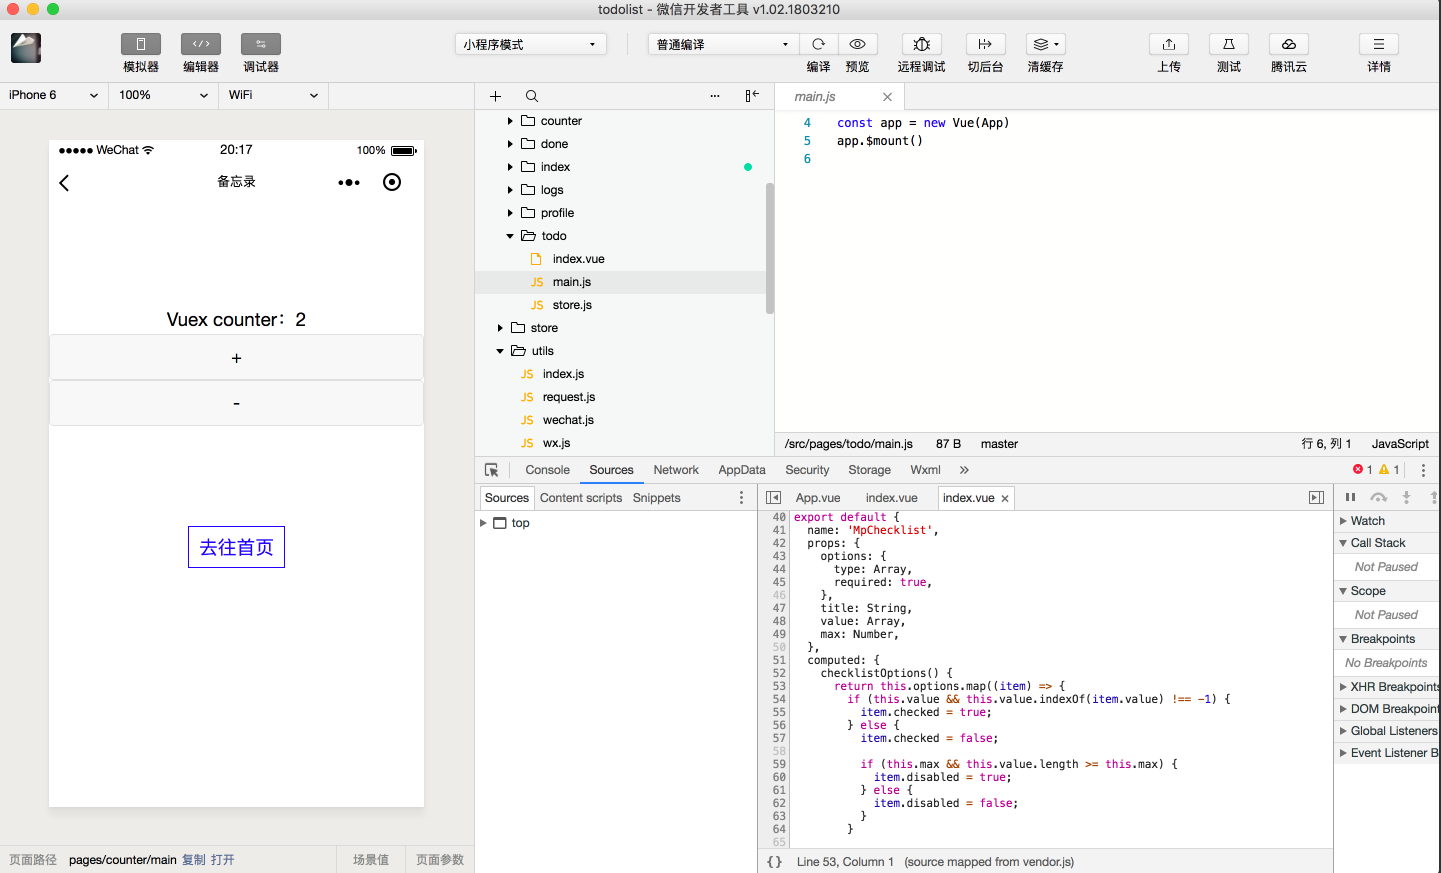 todolist - 微信开发者工具 v1.02.1803210
模拟器 编辑器 调试器
小程序模式 普通编译
编译 预览 远程调试 切后台 清缓存 上传 测试 腾讯云 详情
iPhone 6 100% WiFi
WeChat 20:17 100%
备忘录
Vuex counter：2
+
-
去往首页
页面路径 pages/counter/main 复制 打开 场景值 页面参数
counter
done
index
logs
profile
todo
index.vue
JS main.js
JS store.js
store
utils
JS index.js
JS request.js
JS wechat.js
JS wx.js
main.js
4 const app = new Vue(App)
5 app.$mount()
6
/src/pages/todo/main.js 87 B master 行 6, 列 1 JavaScript
Console Sources Network AppData Security Storage Wxml » 1 1
Sources Content scripts Snippets
top
App.vue index.vue index.vue
40 export default {
41 name: 'MpChecklist',
42 props: {
43 options: {
44 type: Array,
45 required: true,
46 },
47 title: String,
48 value: Array,
49 max: Number,
50 },
51 computed: {
52 checklistOptions() {
53 return this.options.map((item) => {
54 if (this.value && this.value.indexOf(item.value) !== -1) {
55 item.checked = true;
56 } else {
57 item.checked = false;
58
59 if (this.max && this.value.length >= this.max) {
60 item.disabled = true;
61 } else {
62 item.disabled = false;
63 }
64 }
65
{} Line 53, Column 1 (source mapped from vendor.js)
Watch
Call Stack
Not Paused
Scope
Not Paused
Breakpoints
No Breakpoints
XHR Breakpoints
DOM Breakpoint
Global Listeners
Event Listener B